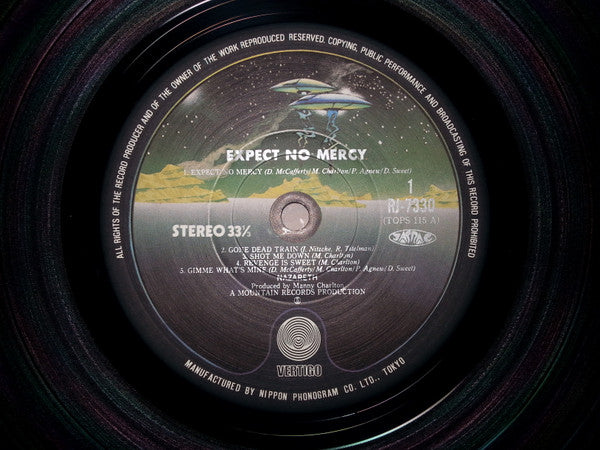 ALL RIGHTS OF THE RECORD PRODUCER AND OF THE OWNER OF THE WORK REPRODUCED RESERVED. COPYING, PUBLIC PERFORMANCE AND BROADCASTING OF THIS RECORD PROHIBITED
EXPECT NO MERCY
1. EXPECT NO MERCY (D. McCafferty/M. Charlton/P. Agnew/D. Sweet)
1
RJ-7330
(TOPS 115 A)
STEREO 33⅓
2. GONE DEAD TRAIN (J. Nitzche, R. Titelman)
3. SHOT ME DOWN (M. Charlton)
4. REVENGE IS SWEET (M. Charlton)
5. GIMME WHAT'S MINE (D. McCafferty/M. Charlton/P. Agnew/D. Sweet)
NAZARETH
Produced by Manny Charlton
A MOUNTAIN RECORDS PRODUCTION
VERTIGO
MANUFACTURED BY NIPPON PHONOGRAM CO. LTD., TOKYO